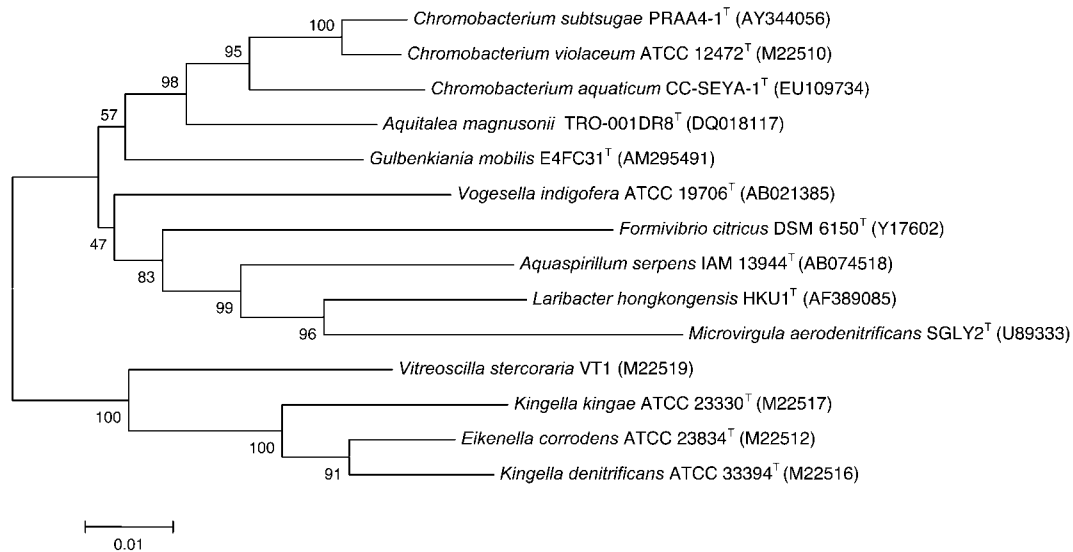 Chromobacterium subtsugae PRAA4-1T (AY344056)
100
Chromobacterium violaceum ATCC 12472T (M22510)
95
Chromobacterium aquaticum CC-SEYA-1T (EU109734)
98
Aquitalea magnusonii TRO-001DR8T (DQ018117)
57
Gulbenkiania mobilis E4FC31T (AM295491)
Vogesella indigofera ATCC 19706T (AB021385)
47
Formivibrio citricus DSM 6150T (Y17602)
83
Aquaspirillum serpens IAM 13944T (AB074518)
99
Laribacter hongkongensis HKU1T (AF389085)
96
Microvirgula aerodenitrificans SGLY2T (U89333)
Vitreoscilla stercoraria VT1 (M22519)
100
Kingella kingae ATCC 23330T (M22517)
100
Eikenella corrodens ATCC 23834T (M22512)
91
Kingella denitrificans ATCC 33394T (M22516)
0.01